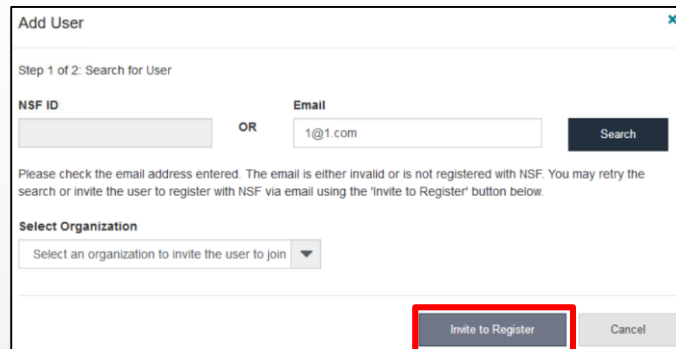 Add User
×
Step 1 of 2: Search for User
NSF ID
OR
Email
1@1.com
Search
Please check the email address entered. The email is either invalid or is not registered with NSF. You may retry the
search or invite the user to register with NSF via email using the 'Invite to Register' button below.
Select Organization
Select an organization to invite the user to join
Invite to Register
Cancel